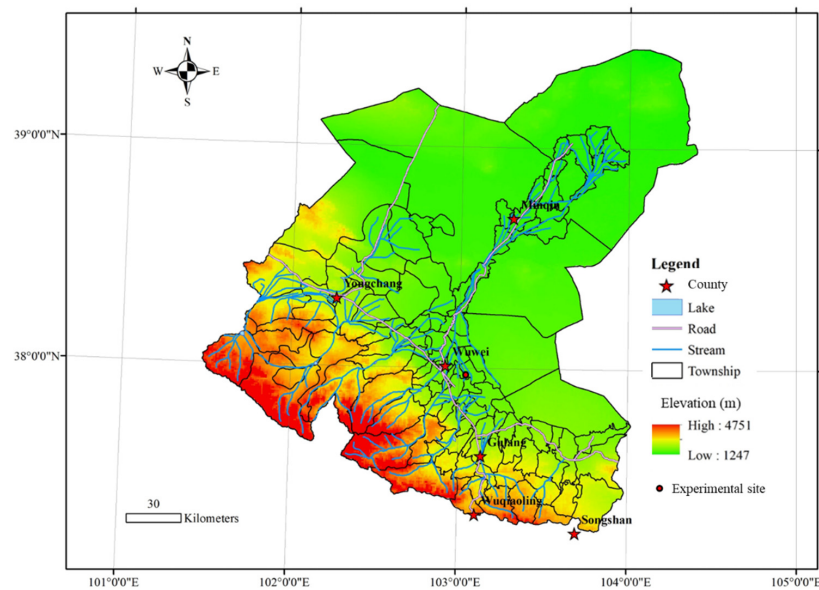 N
W E
S
39°0'0"N
38°0'0"N
Minqin
Yongchang
Wuwei
Gulang
Wuqiaoling
Songshan
Legend
County
Lake
Road
Stream
Township
Elevation (m)
High : 4751
Low : 1247
Experimental site
30
Kilometers
101°0'0"E 102°0'0"E 103°0'0"E 104°0'0"E 105°0'0"E